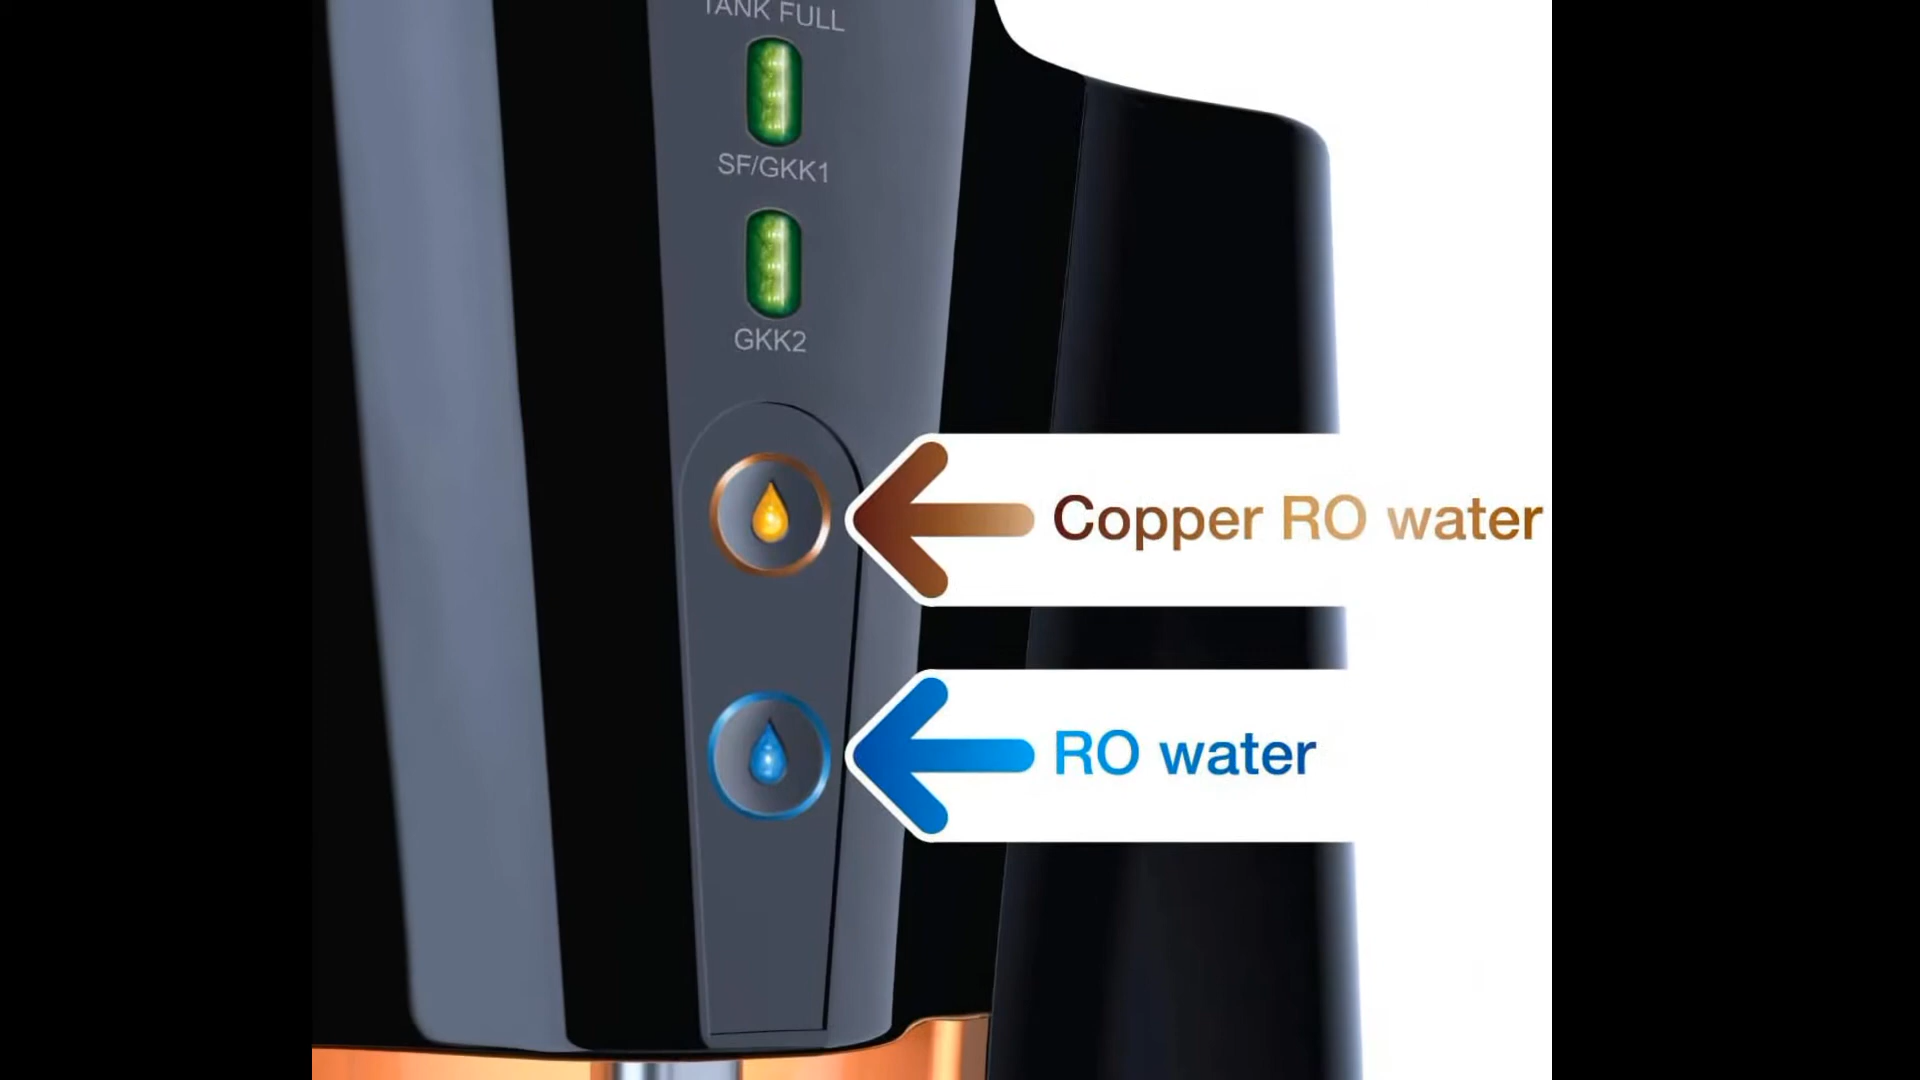 TANK FULL
SF/GKK1
GKK2
Copper RO water
RO water